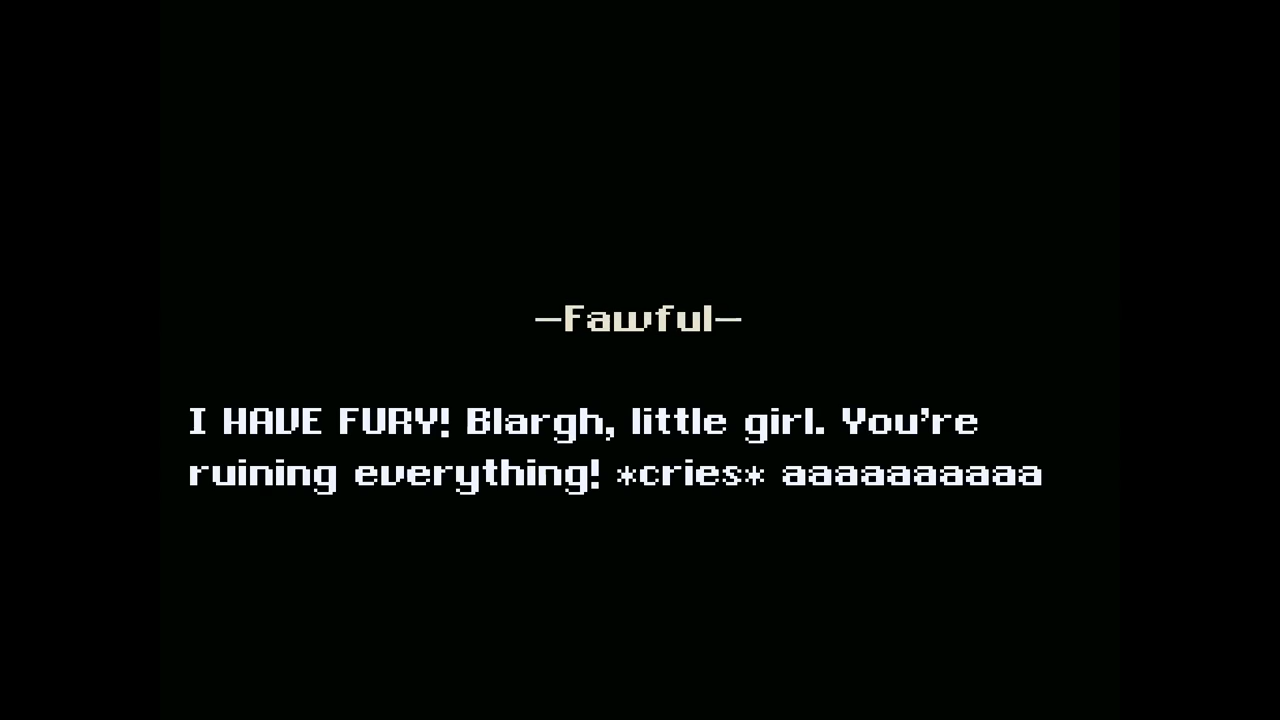 —Fawful—
I HAVE FURY! Blargh, little girl. You're
ruining everything! *cries* aaaaaaaaaa